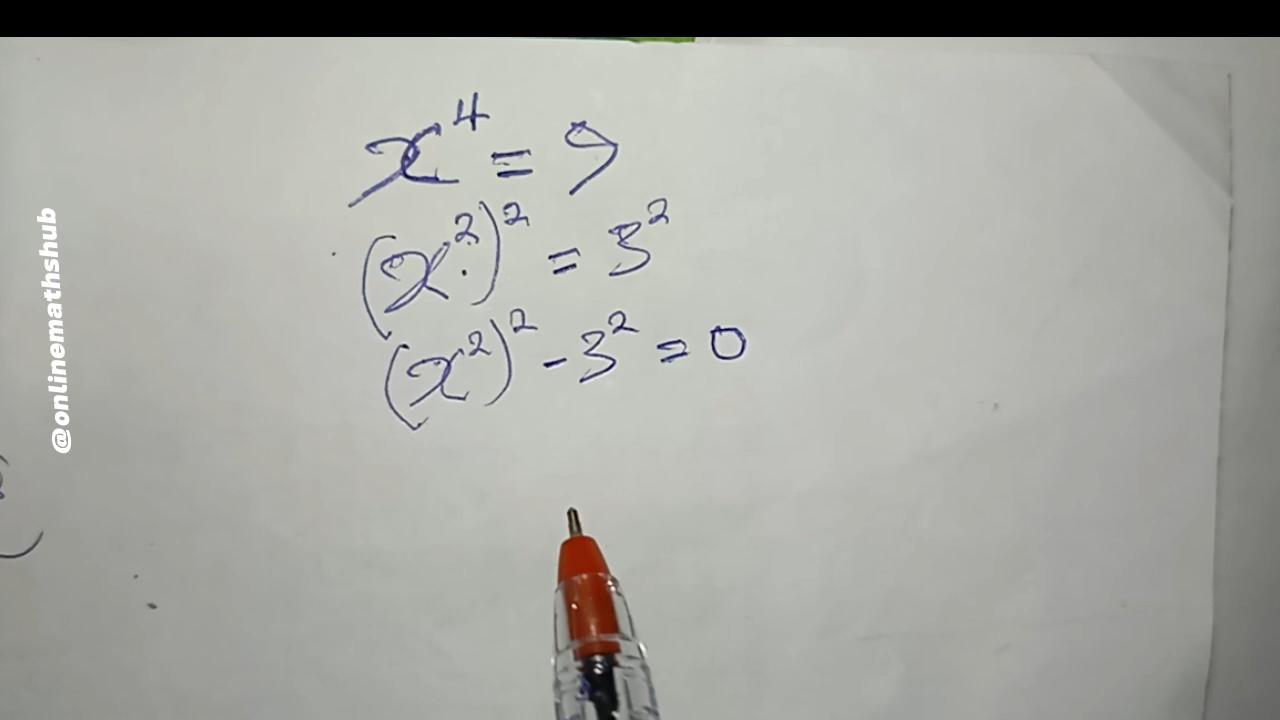 x⁴ = 9
(x²)² = 3²
(x²)² - 3² = 0
@onlinemathshub